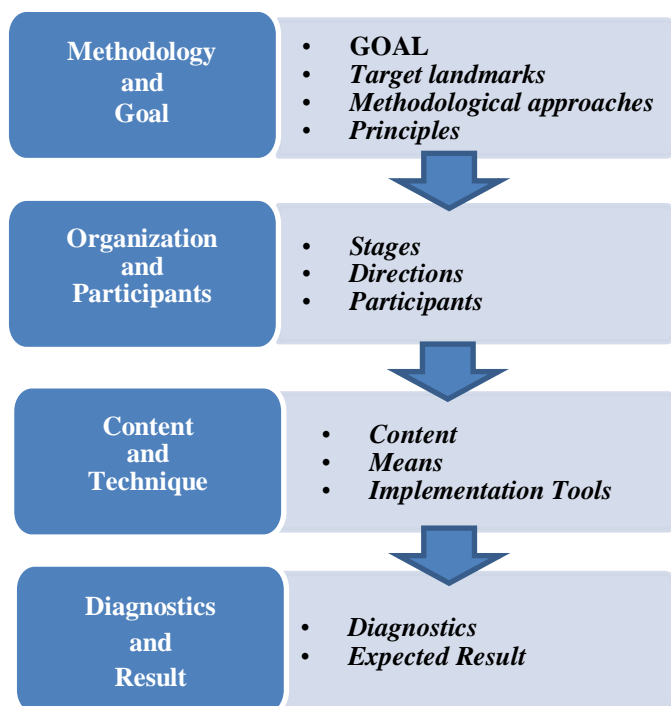 Methodology
and
Goal
• GOAL
• Target landmarks
• Methodological approaches
• Principles
Organization
and
Participants
• Stages
• Directions
• Participants
Content
and
Technique
• Content
• Means
• Implementation Tools
Diagnostics
and
Result
• Diagnostics
• Expected Result